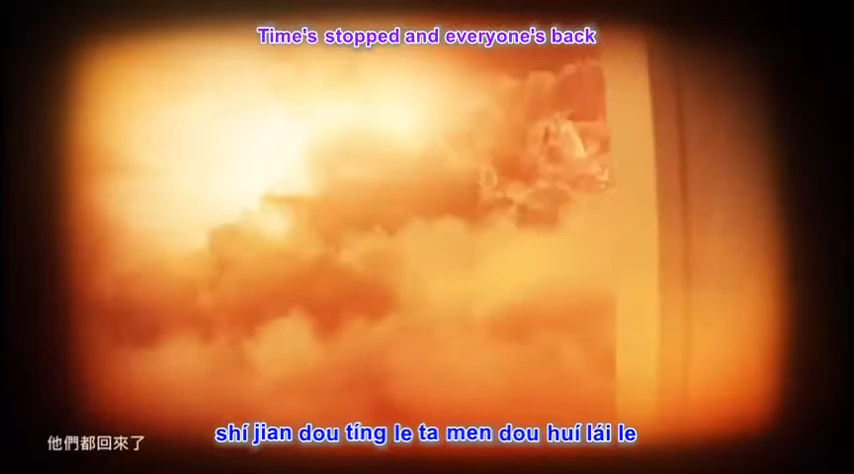 Time's stopped and everyone's back
shí jian dou tíng le ta men dou huí lái le
他們都回來了